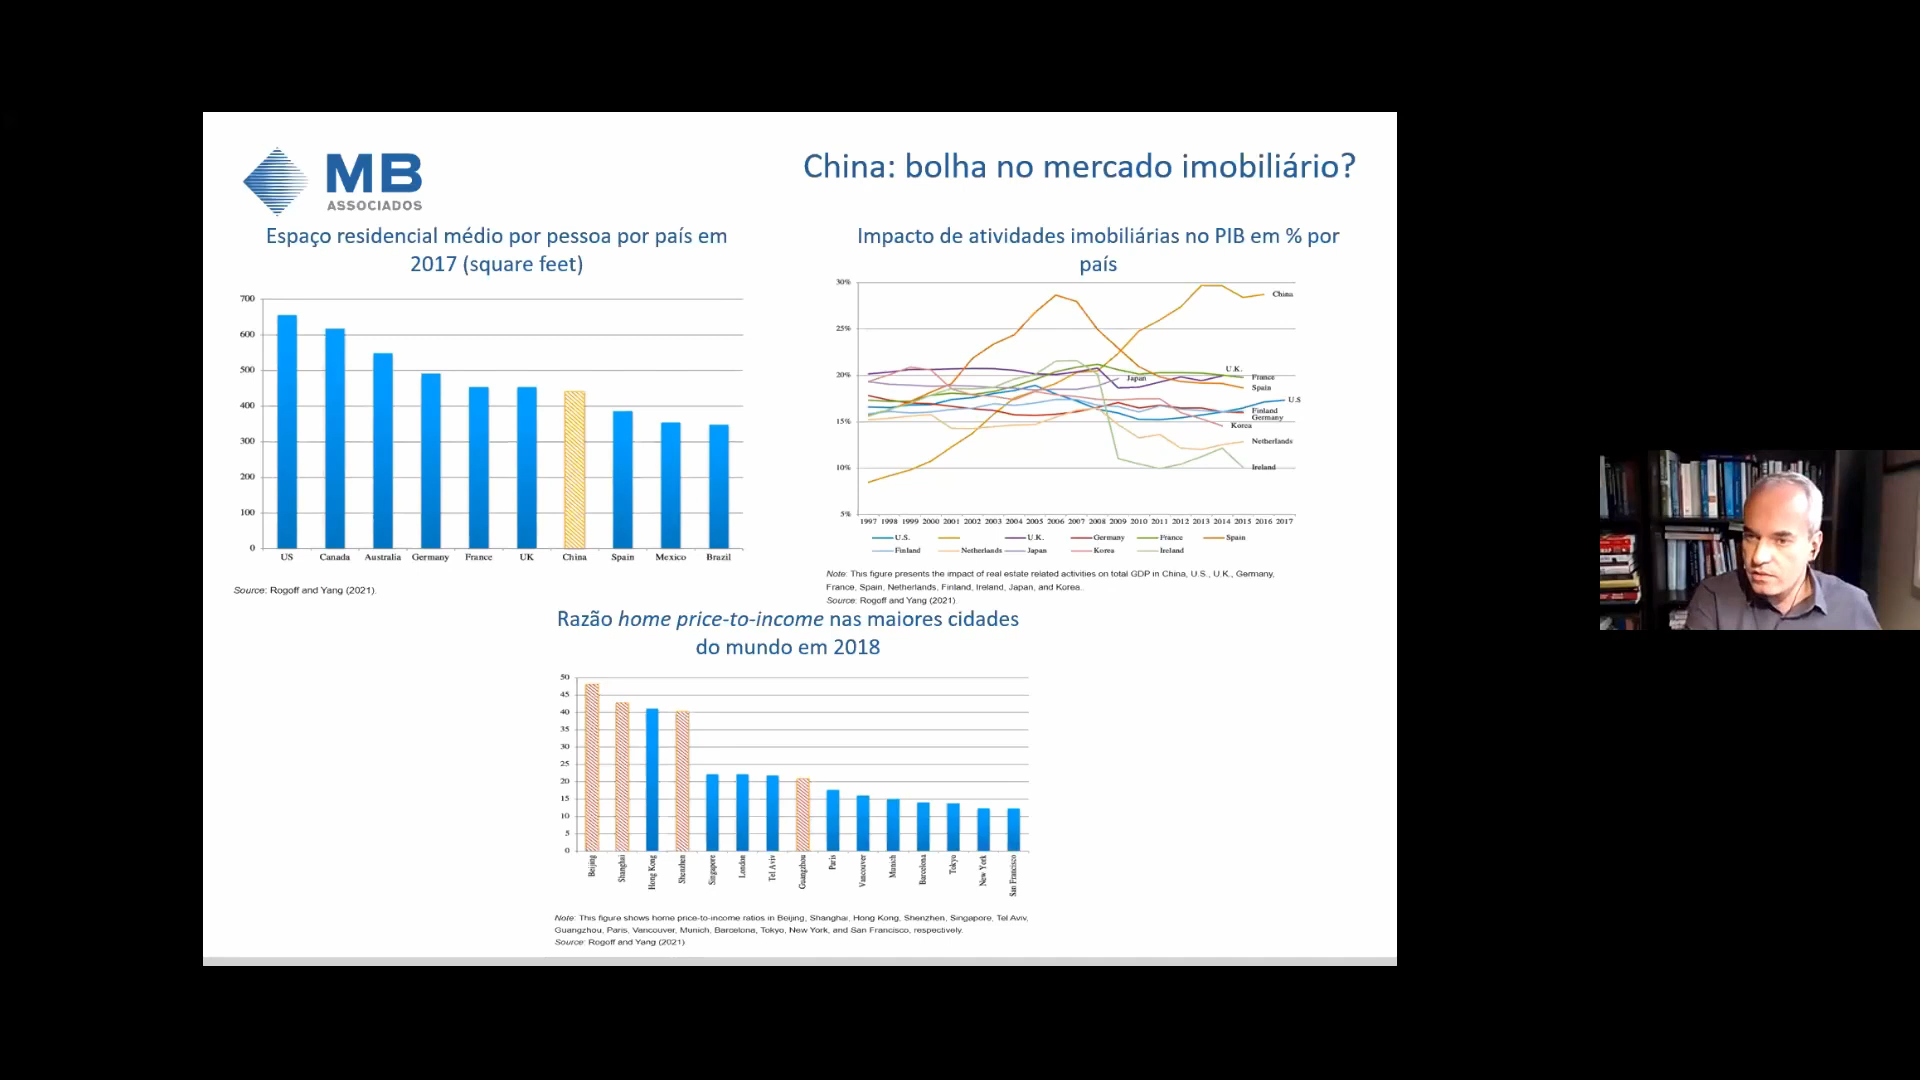 MB
ASSOCIADOS
China: bolha no mercado imobiliário?
Espaço residencial médio por pessoa por país em
2017 (square feet)
700
600
500
400
300
200
100
0
US Canada Australia Germany France UK China Spain Mexico Brazil
Source: Rogoff and Yang (2021).
Impacto de atividades imobiliárias no PIB em % por
país
30%
25%
20%
15%
10%
5%
China
U.K.
Japan
France
Spain
U.S
Finland
Germany
Korea
Netherlands
Ireland
1997 1998 1999 2000 2001 2002 2003 2004 2005 2006 2007 2008 2009 2010 2011 2012 2013 2014 2015 2016 2017
U.S. U.K. Germany France Spain
Finland Netherlands Japan Korea Ireland
Note: This figure presents the impact of real estate related activities on total GDP in China, U.S., U.K., Germany,
France, Spain, Netherlands, Finland, Ireland, Japan, and Korea.
Source: Rogoff and Yang (2021)
Razão home price-to-income nas maiores cidades
do mundo em 2018
50
45
40
35
30
25
20
15
10
5
0
Beijing Shanghai Hong Kong Shenzhen Singapore London Tel Aviv Guangzhou Paris Vancouver Munich Barcelona Tokyo New York San Francisco
Note: This figure shows home price-to-income ratios in Beijing, Shanghai, Hong Kong, Shenzhen, Singapore, Tel Aviv,
Guangzhou, Paris, Vancouver, Munich, Barcelona, Tokyo, New York, and San Francisco, respectively.
Source: Rogoff and Yang (2021)